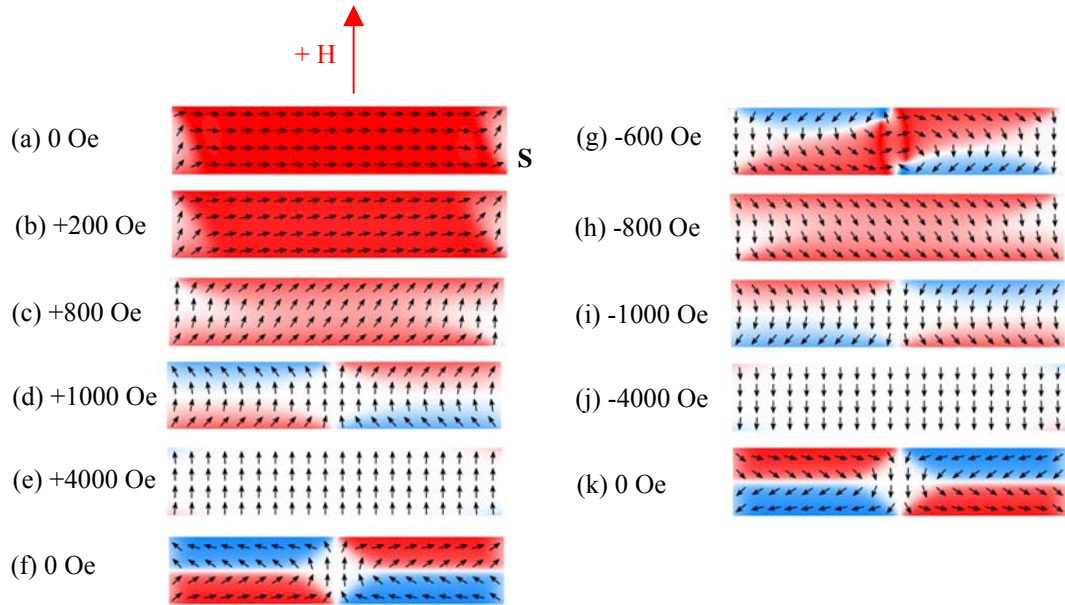 + H
(a) 0 Oe
S
(b) +200 Oe
(c) +800 Oe
(d) +1000 Oe
(e) +4000 Oe
(f) 0 Oe
(g) -600 Oe
(h) -800 Oe
(i) -1000 Oe
(j) -4000 Oe
(k) 0 Oe